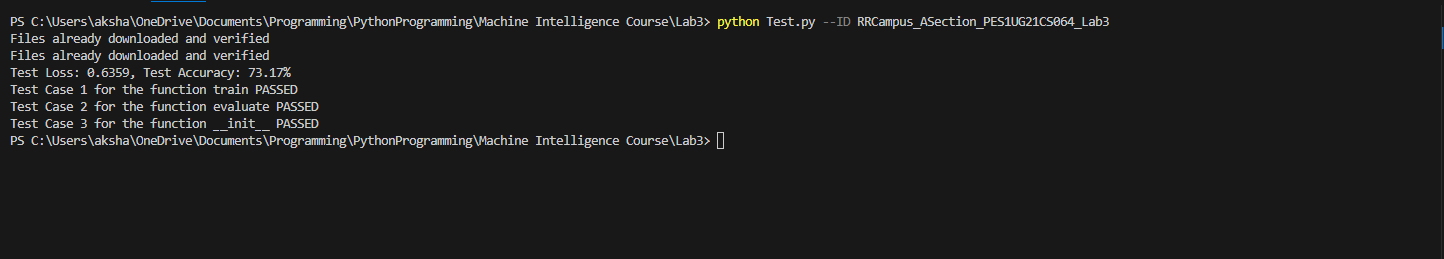 PS C:\Users\aksha\OneDrive\Documents\Programming\PythonProgramming\Machine Intelligence Course\Lab3> python Test.py --ID RRCampus_ASection_PES1UG21CS064_Lab3
Files already downloaded and verified
Files already downloaded and verified
Test Loss: 0.6359, Test Accuracy: 73.17%
Test Case 1 for the function train PASSED
Test Case 2 for the function evaluate PASSED
Test Case 3 for the function __init__ PASSED
PS C:\Users\aksha\OneDrive\Documents\Programming\PythonProgramming\Machine Intelligence Course\Lab3>